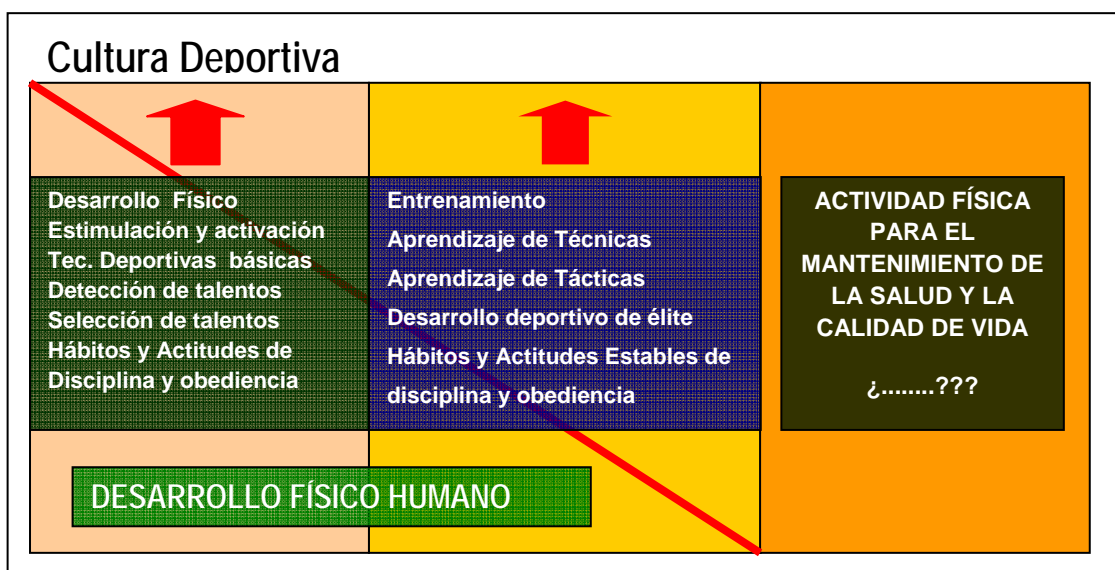 Cultura Deportiva
Desarrollo Físico
Estimulación y activación
Tec. Deportivas básicas
Detección de talentos
Selección de talentos
Hábitos y Actitudes de
Disciplina y obediencia
Entrenamiento
Aprendizaje de Técnicas
Aprendizaje de Tácticas
Desarrollo deportivo de élite
Hábitos y Actitudes Estables de
disciplina y obediencia
ACTIVIDAD FÍSICA
PARA EL
MANTENIMIENTO DE
LA SALUD Y LA
CALIDAD DE VIDA
¿........???
DESARROLLO FÍSICO HUMANO